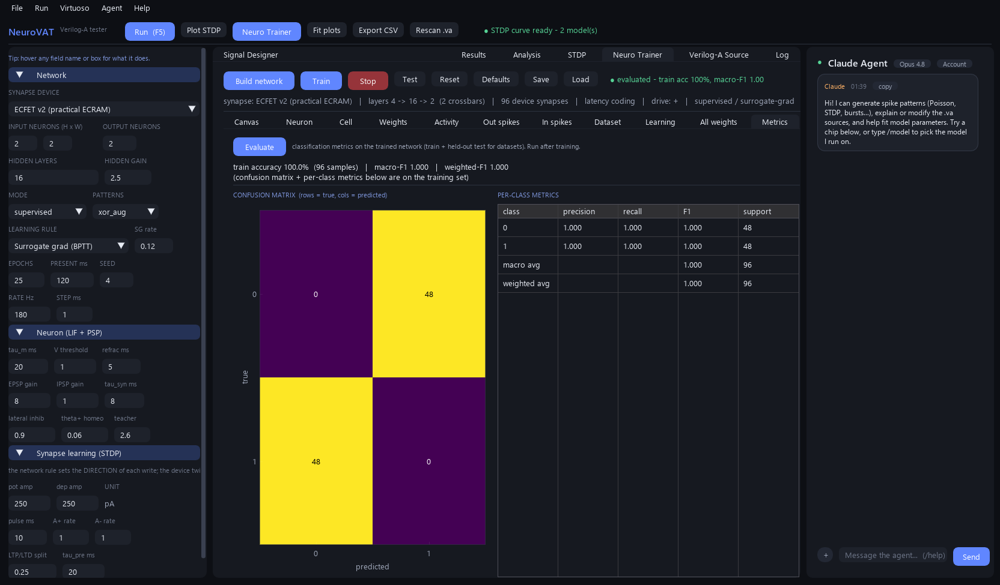 File Run Virtuoso Agent Help
NeuroVAT Verilog-A tester Run (F5) Plot STDP Neuro Trainer Fit plots Export CSV Rescan .va ● STDP curve ready - 2 model(s)
Tip: hover any field name or box for what it does.
▼ Network
SYNAPSE DEVICE
ECFET v2 (practical ECRAM) ▼
INPUT NEURONS (H x W) OUTPUT NEURONS
2 2 2
HIDDEN LAYERS HIDDEN GAIN
16 2.5
MODE PATTERNS
supervised ▼ xor_aug ▼
LEARNING RULE SG rate
Surrogate grad (BPTT) ▼ 0.12
EPOCHS PRESENT ms SEED
25 120 4
RATE Hz STEP ms
180 1
▼ Neuron (LIF + PSP)
tau_m ms V threshold refrac ms
20 1 5
EPSP gain IPSP gain tau_syn ms
8 1 8
lateral inhib theta+ homeo teacher
0.9 0.06 2.6
▼ Synapse learning (STDP)
the network rule sets the DIRECTION of each write; the device twi
pot amp dep amp UNIT
250 250 pA
pulse ms A+ rate A- rate
10 1 1
LTP/LTD split tau_pre ms
0.25 20
Signal Designer Results Analysis STDP Neuro Trainer Verilog-A Source Log
Build network Train Stop Test Reset Defaults Save Load ● evaluated - train acc 100%, macro-F1 1.00
synapse: ECFET v2 (practical ECRAM) | layers 4 -> 16 -> 2 (2 crossbars) | 96 device synapses | latency coding | drive: + | supervised / surrogate-grad
Canvas Neuron Cell Weights Activity Out spikes In spikes Dataset Learning All weights Metrics
Evaluate classification metrics on the trained network (train + held-out test for datasets). Run after training.
train accuracy 100.0% (96 samples) | macro-F1 1.000 | weighted-F1 1.000
(confusion matrix + per-class metrics below are on the training set)
CONFUSION MATRIX (rows = true, cols = predicted)
0 0 48
true
1 48 0
0 1
predicted
PER-CLASS METRICS
class precision recall F1 support
0 1.000 1.000 1.000 48
1 1.000 1.000 1.000 48
macro avg 1.000 96
weighted avg 1.000 96
● Claude Agent Opus 4.8 Account
Claude 01:39 copy
Hi! I can generate spike patterns (Poisson,
STDP, bursts...), explain or modify the .va
sources, and help fit model parameters. Try a
chip below, or type /model to pick the model
I run on.
+ Message the agent... (/help) Send